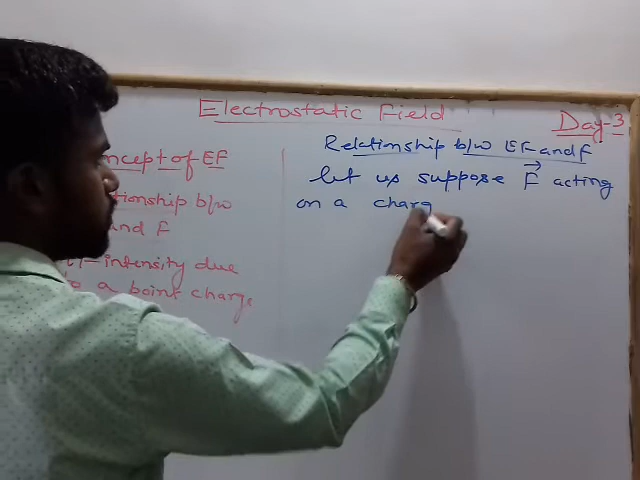 Electrostatic Field
Day-3
ncept of EF
tionship b/w
and F
- intensity due
a boint charge
Relationship b/w EF and f
let us suppose F acting
on a charg